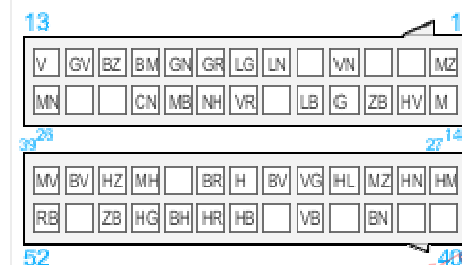 13 1
V GV BZ BM GN GR LG LN VN MZ
MN CN MB NH VR LB G ZB HV M
39 26 27 14
MV BV HZ MH BR H BV VG HL MZ HN HM
RB ZB HG BH HR HB VB BN
52 40